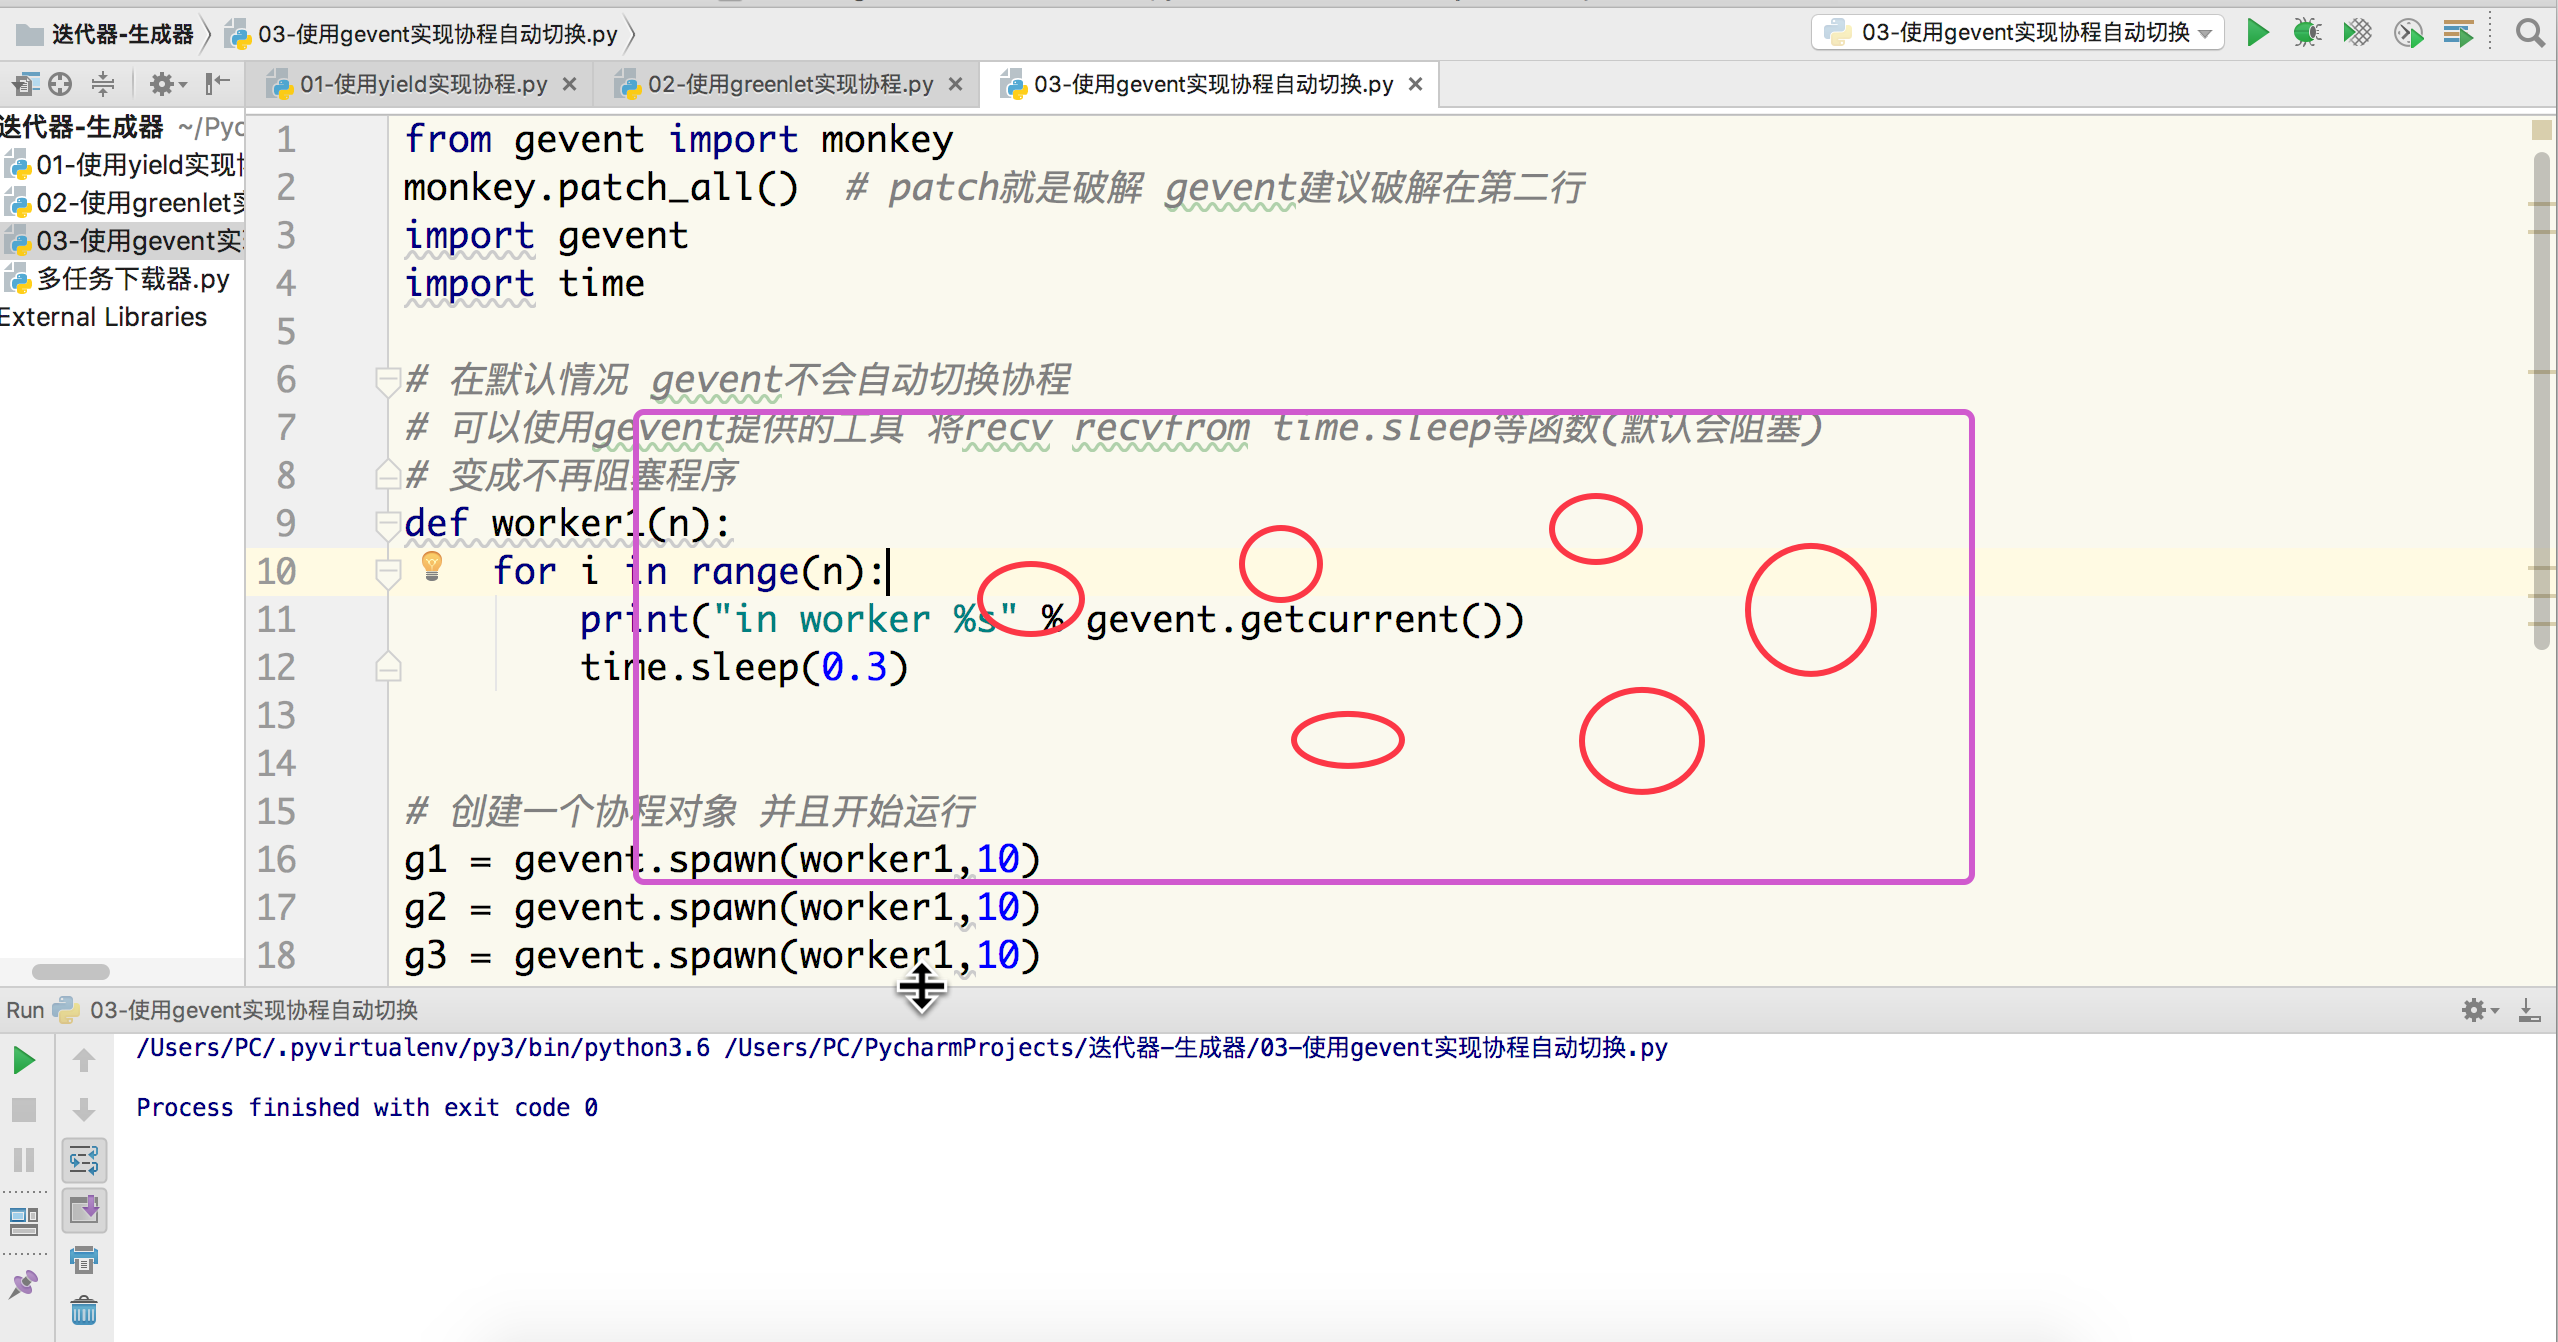 迭代器-生成器
03-使用gevent实现协程自动切换.py
03-使用gevent实现协程自动切换
01-使用yield实现协程.py
02-使用greenlet实现协程.py
03-使用gevent实现协程自动切换.py
迭代器-生成器 ~/Pyc
01-使用yield实现
02-使用greenlet实
03-使用gevent实
多任务下载器.py
External Libraries
1 from gevent import monkey
2 monkey.patch_all() # patch就是破解 gevent建议破解在第二行
3 import gevent
4 import time
5
6 # 在默认情况 gevent不会自动切换协程
7 # 可以使用gevent提供的工具 将recv recvfrom time.sleep等函数(默认会阻塞)
8 # 变成不再阻塞程序
9 def worker1(n):
10 for i in range(n):
11 print("in worker %s" % gevent.getcurrent())
12 time.sleep(0.3)
13
14
15 # 创建一个协程对象 并且开始运行
16 g1 = gevent.spawn(worker1,10)
17 g2 = gevent.spawn(worker1,10)
18 g3 = gevent.spawn(worker1,10)
Run 03-使用gevent实现协程自动切换
/Users/PC/.pyvirtualenv/py3/bin/python3.6 /Users/PC/PycharmProjects/迭代器-生成器/03-使用gevent实现协程自动切换.py
Process finished with exit code 0